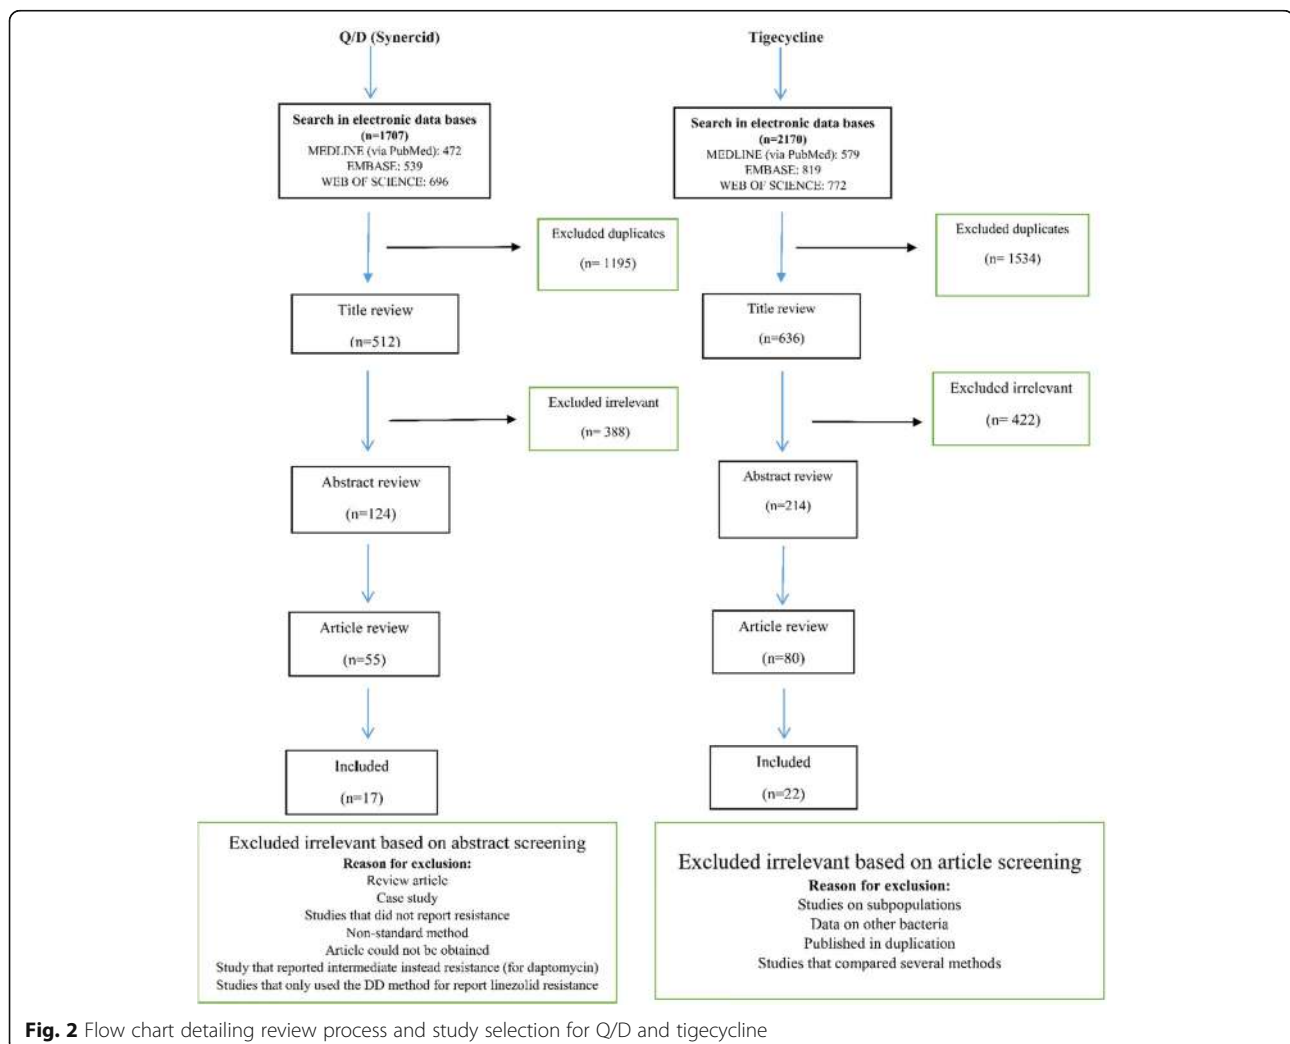 Q/D (Synercid)
Search in electronic data bases
(n=1707)
MEDLINE (via PubMed): 472
EMBASE: 539
WEB OF SCIENCE: 696
Excluded duplicates
(n= 1195)
Title review
(n=512)
Excluded irrelevant
(n= 388)
Abstract review
(n=124)
Article review
(n=55)
Included
(n=17)
Excluded irrelevant based on abstract screening
Reason for exclusion:
Review article
Case study
Studies that did not report resistance
Non-standard method
Article could not be obtained
Study that reported intermediate instead resistance (for daptomycin)
Studies that only used the DD method for report linezolid resistance
Tigecycline
Search in electronic data bases
(n=2170)
MEDLINE (via PubMed): 579
EMBASE: 819
WEB OF SCIENCE: 772
Excluded duplicates
(n= 1534)
Title review
(n=636)
Excluded irrelevant
(n= 422)
Abstract review
(n=214)
Article review
(n=80)
Included
(n=22)
Excluded irrelevant based on article screening
Reason for exclusion:
Studies on subpopulations
Data on other bacteria
Published in duplication
Studies that compared several methods
Fig. 2 Flow chart detailing review process and study selection for Q/D and tigecycline